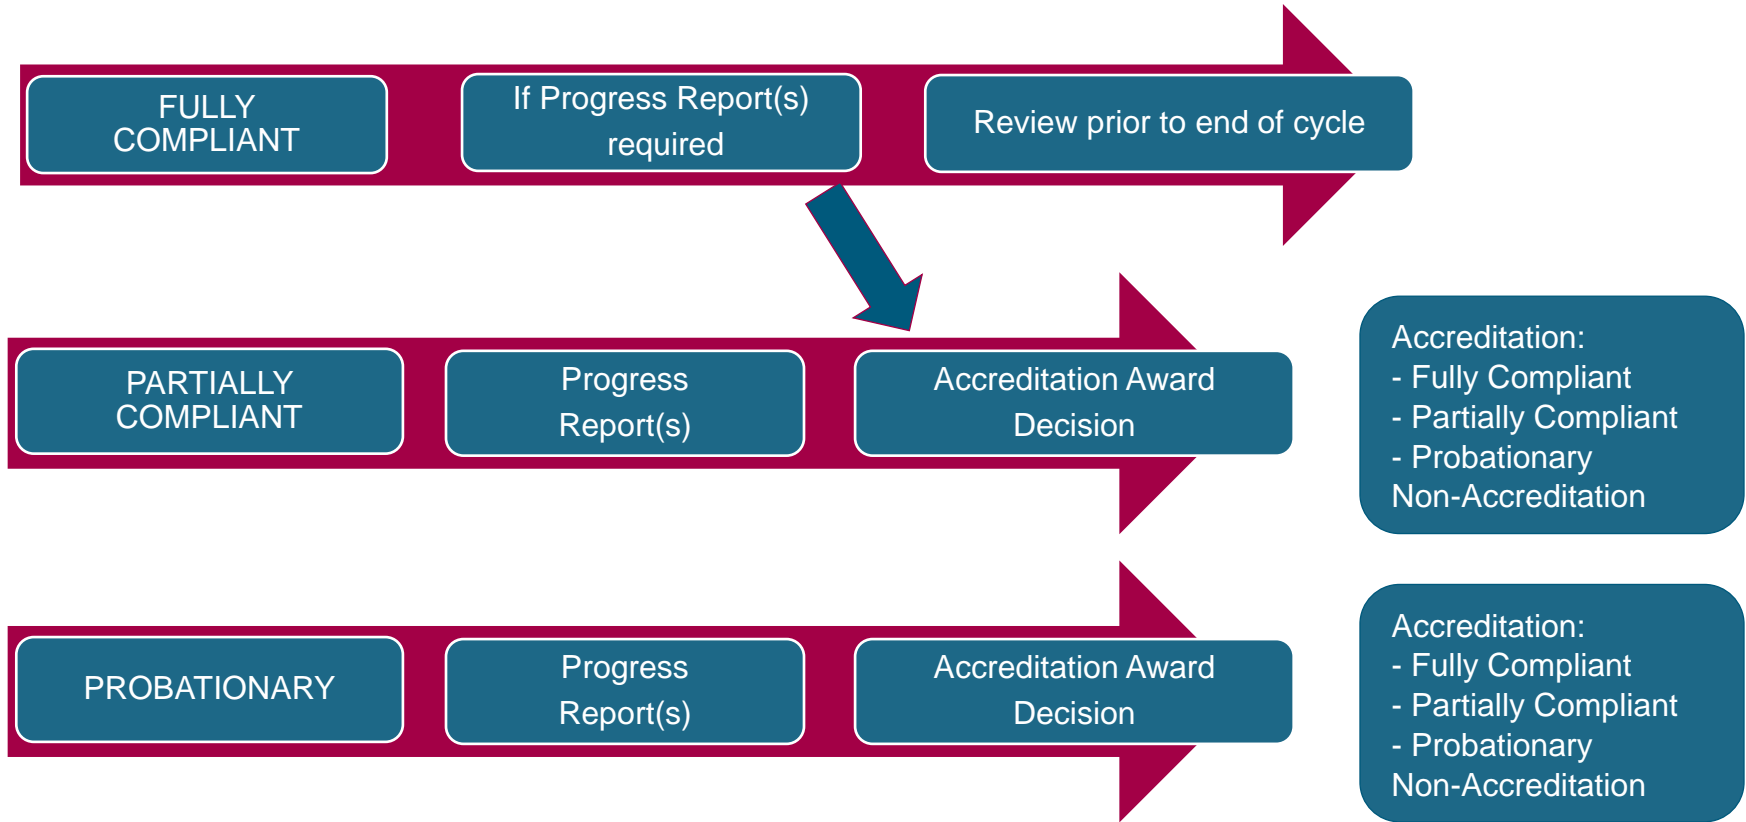 FULLY
COMPLIANT
If Progress Report(s)
required
Review prior to end of cycle
PARTIALLY
COMPLIANT
Progress
Report(s)
Accreditation Award
Decision
Accreditation:
- Fully Compliant
- Partially Compliant
- Probationary
Non-Accreditation
PROBATIONARY
Progress
Report(s)
Accreditation Award
Decision
Accreditation:
- Fully Compliant
- Partially Compliant
- Probationary
Non-Accreditation